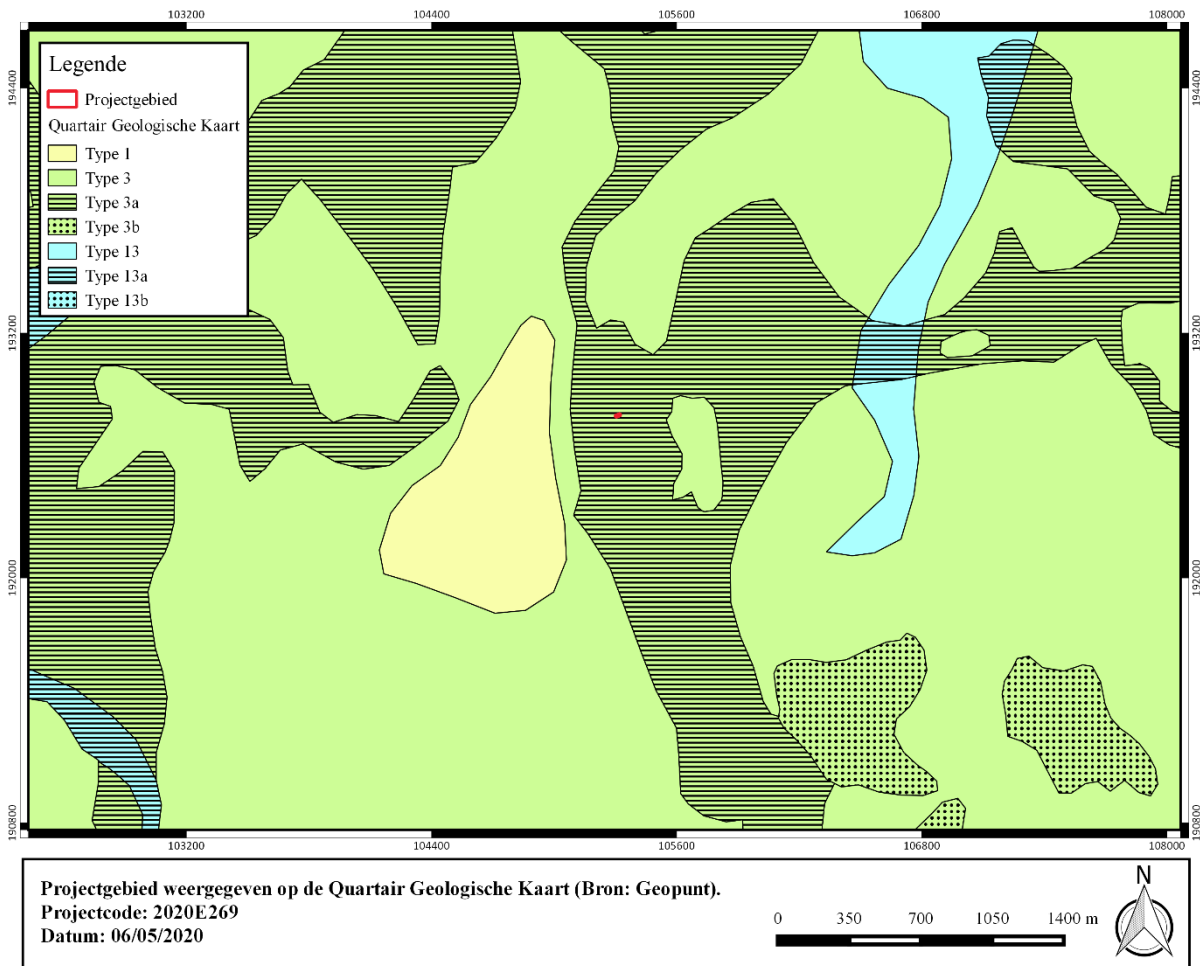 103200 104400 105600 106800 108000
194400 194400
193200 193200
192000 192000
190800 190800
Legende
Projectgebied
Quartair Geologische Kaart
Type 1
Type 3
Type 3a
Type 3b
Type 13
Type 13a
Type 13b
103200 104400 105600 106800 108000
Projectgebied weergegeven op de Quartair Geologische Kaart (Bron: Geopunt).
Projectcode: 2020E269
Datum: 06/05/2020
0 350 700 1050 1400 m
N